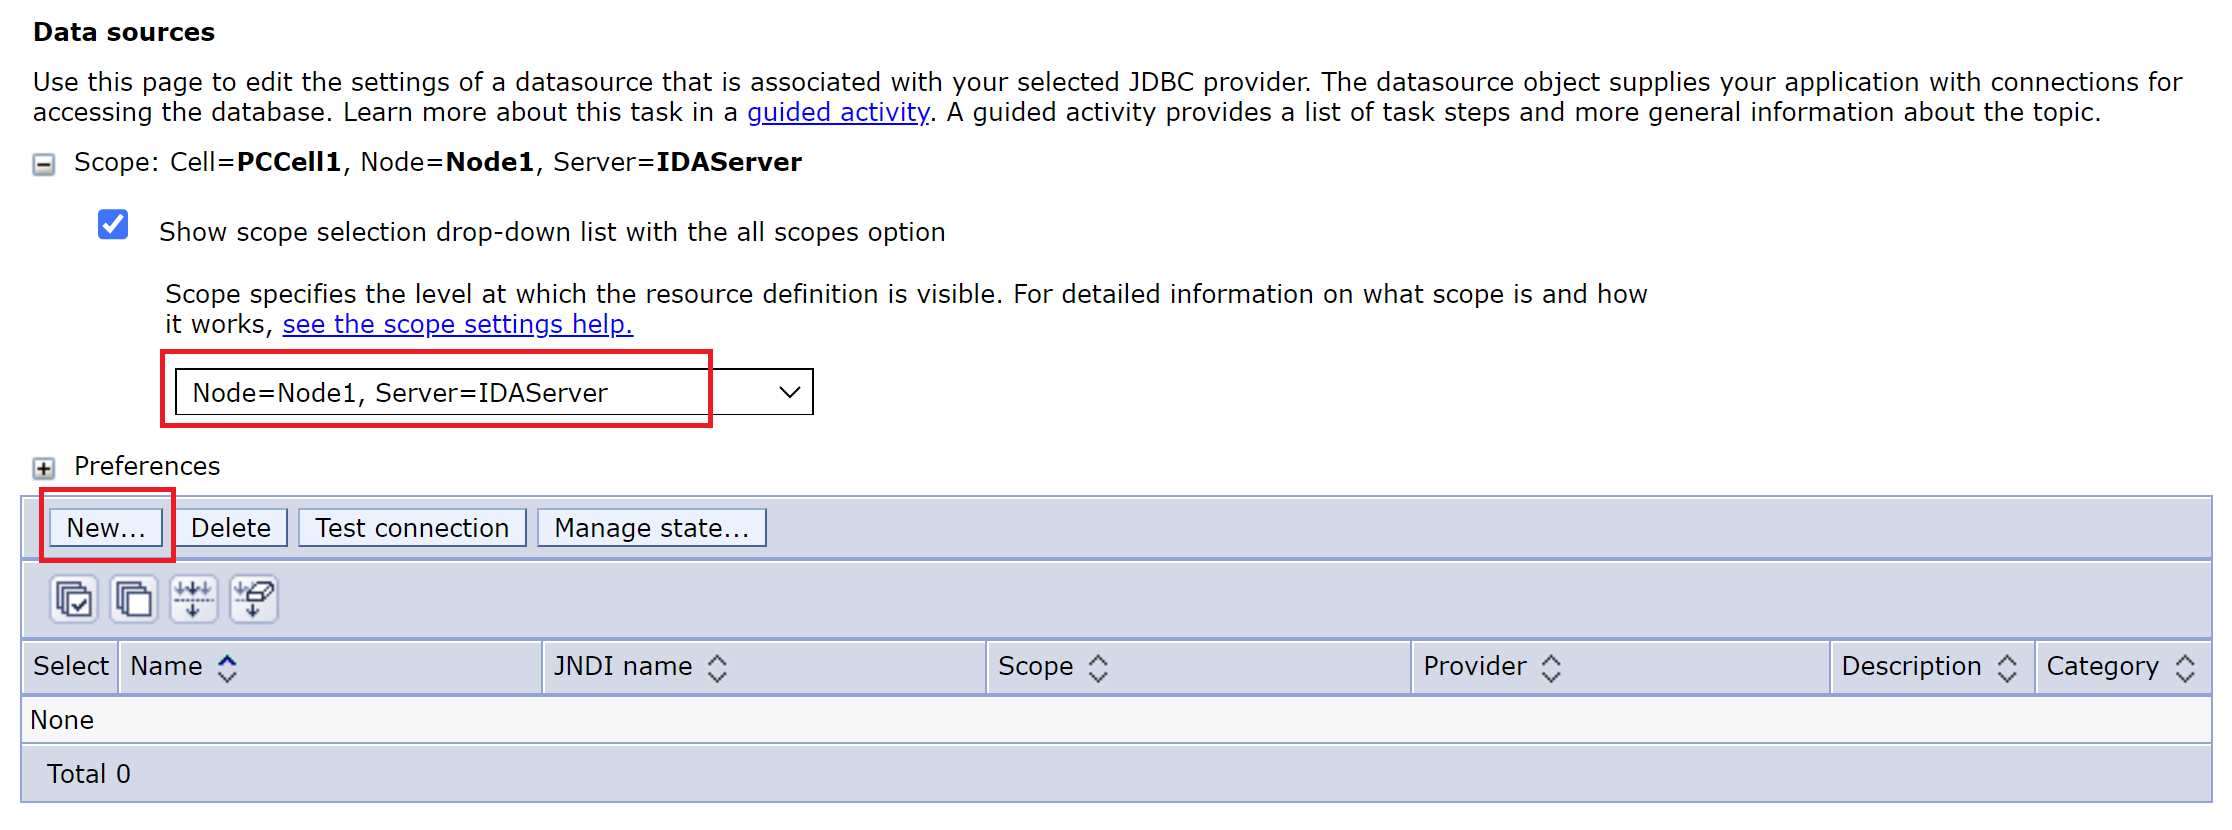 Data sources
Use this page to edit the settings of a datasource that is associated with your selected JDBC provider. The datasource object supplies your application with connections for
accessing the database. Learn more about this task in a guided activity. A guided activity provides a list of task steps and more general information about the topic.
Scope: Cell=PCCell1, Node=Node1, Server=IDAServer
Show scope selection drop-down list with the all scopes option
Scope specifies the level at which the resource definition is visible. For detailed information on what scope is and how
it works, see the scope settings help.
Node=Node1, Server=IDAServer
Preferences
New... Delete Test connection Manage state...
Select Name JNDI name Scope Provider Description Category
None
Total 0